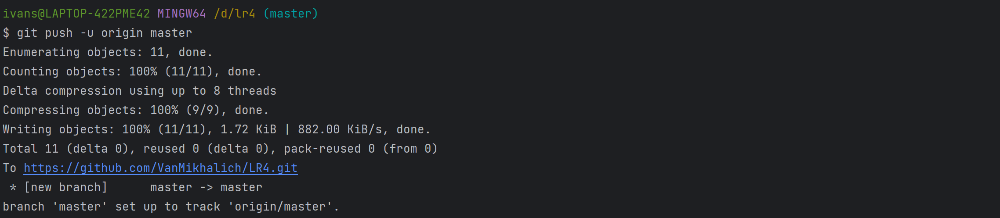 ivans@LAPTOP-422PME42 MINGW64 /d/lr4 (master)
$ git push -u origin master
Enumerating objects: 11, done.
Counting objects: 100% (11/11), done.
Delta compression using up to 8 threads
Compressing objects: 100% (9/9), done.
Writing objects: 100% (11/11), 1.72 KiB | 882.00 KiB/s, done.
Total 11 (delta 0), reused 0 (delta 0), pack-reused 0 (from 0)
To https://github.com/VanMikhalich/LR4.git
 * [new branch]      master -> master
branch 'master' set up to track 'origin/master'.